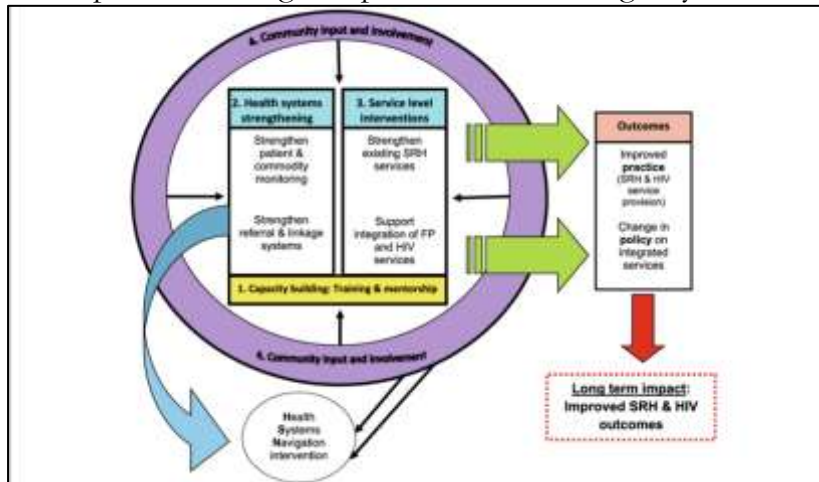 4. Community input and involvement
2. Health systems
strengthening
Strengthen
patient &
commodity
monitoring
Strengthen
referral & linkage
systems
3. Service level
interventions
Strengthen
existing SRH
services
Support
integration of FP
and HIV
services
1. Capacity building: Training & mentorship
4. Community input and involvement
Health
Systems
Navigation
intervention
Outcomes
Improved
practice
(SRH & HIV
service
provision)
Change in
policy on
integrated
services
Long term impact:
Improved SRH & HIV
outcomes